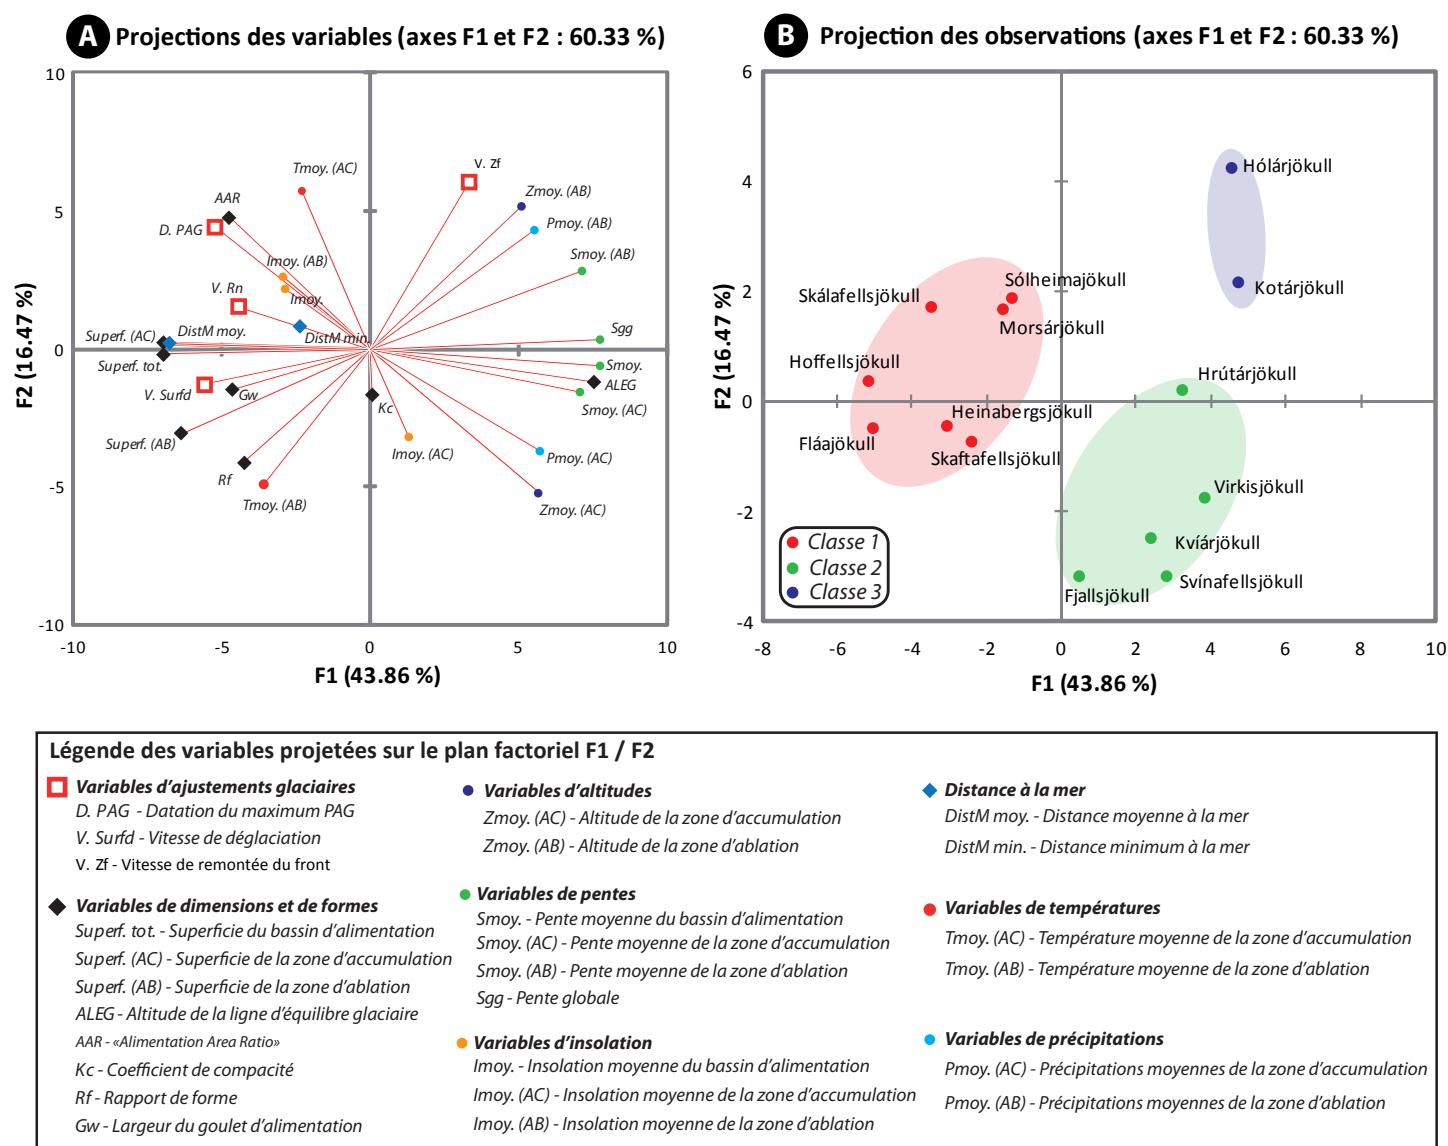 A Projections des variables (axes F1 et F2 : 60.33 %)
10
5
0
-5
-10
-10
-5
0
5
10
F2 (16.47 %)
F1 (43.86 %)
Tmoy. (AC)
V. Zf
AAR
Zmoy. (AB)
D. PAG
Pmoy. (AB)
Imoy. (AB)
Smoy. (AB)
V. Rn
Imoy.
Superf. (AC)
DistM moy.
DistM min.
Sgg
Superf. tot.
Smoy.
V. Surfd
Gw
ALEG
Kc
Smoy. (AC)
Superf. (AB)
Imoy. (AC)
Pmoy. (AC)
Rf
Tmoy. (AB)
Zmoy. (AC)
B Projection des observations (axes F1 et F2 : 60.33 %)
6
4
2
0
-2
-4
-8
-6
-4
-2
0
2
4
6
8
10
F2 (16.47 %)
F1 (43.86 %)
Hólárjökull
Sólheimajökull
Skálafellsjökull
Kotárjökull
Morsárjökull
Hoffellsjökull
Hrútárjökull
Heinabergsjökull
Fláajökull
Skaftafellsjökull
Virkisjökull
Kvíárjökull
Svínafellsjökull
Fjallsjökull
Classe 1
Classe 2
Classe 3
Légende des variables projetées sur le plan factoriel F1 / F2
Variables d'ajustements glaciaires
D. PAG - Datation du maximum PAG
V. Surfd - Vitesse de déglaciation
V. Zf - Vitesse de remontée du front
Variables de dimensions et de formes
Superf. tot. - Superficie du bassin d'alimentation
Superf. (AC) - Superficie de la zone d'accumulation
Superf. (AB) - Superficie de la zone d'ablation
ALEG - Altitude de la ligne d'équilibre glaciaire
AAR - «Alimentation Area Ratio»
Kc - Coefficient de compacité
Rf - Rapport de forme
Gw - Largeur du goulet d'alimentation
Variables d'altitudes
Zmoy. (AC) - Altitude de la zone d'accumulation
Zmoy. (AB) - Altitude de la zone d'ablation
Variables de pentes
Smoy. - Pente moyenne du bassin d'alimentation
Smoy. (AC) - Pente moyenne de la zone d'accumulation
Smoy. (AB) - Pente moyenne de la zone d'ablation
Sgg - Pente globale
Variables d'insolation
Imoy. - Insolation moyenne du bassin d'alimentation
Imoy. (AC) - Insolation moyenne de la zone d'accumulation
Imoy. (AB) - Insolation moyenne de la zone d'ablation
Distance à la mer
DistM moy. - Distance moyenne à la mer
DistM min. - Distance minimum à la mer
Variables de températures
Tmoy. (AC) - Température moyenne de la zone d'accumulation
Tmoy. (AB) - Température moyenne de la zone d'ablation
Variables de précipitations
Pmoy. (AC) - Précipitations moyennes de la zone d'accumulation
Pmoy. (AB) - Précipitations moyennes de la zone d'ablation